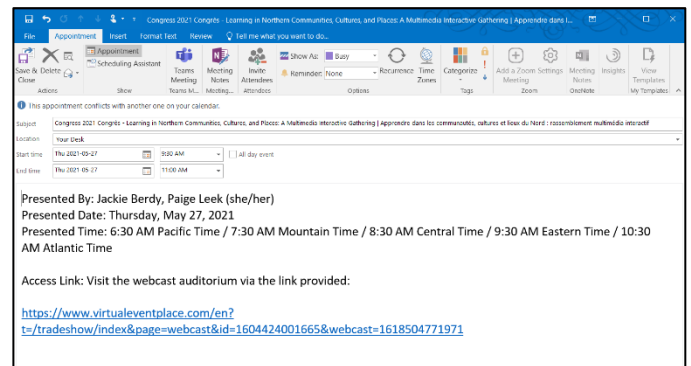 Congress 2021 Congrès - Learning in Northern Communities, Cultures, and Places: A Multimedia Interactive Gathering | Apprendre dans l...
File Appointment Insert Format Text Review Tell me what you want to do...
Save & Close
Delete
Appointment
Scheduling Assistant
Teams Meeting
Meeting Notes
Invite Attendees
Show As: Busy
Reminder: None
Recurrence
Time Zones
Categorize
Add a Zoom Meeting
Settings
Meeting Notes
Insights
View Templates
Actions Show Teams M... Meeting... Attendees Options Tags Zoom OneNote My Templates
This appointment conflicts with another one on your calendar.
Subject Congress 2021 Congrès - Learning in Northern Communities, Cultures, and Places: A Multimedia Interactive Gathering | Apprendre dans les communautés, cultures et lieux du Nord : rassemblement multimédia interactif
Location Your Desk
Start time Thu 2021-05-27 9:30 AM All day event
End time Thu 2021-05-27 11:00 AM
Presented By: Jackie Berdy, Paige Leek (she/her)
Presented Date: Thursday, May 27, 2021
Presented Time: 6:30 AM Pacific Time / 7:30 AM Mountain Time / 8:30 AM Central Time / 9:30 AM Eastern Time / 10:30
AM Atlantic Time
Access Link: Visit the webcast auditorium via the link provided:
https://www.virtualeventplace.com/en?
t=/tradeshow/index&page=webcast&id=1604424001665&webcast=1618504771971